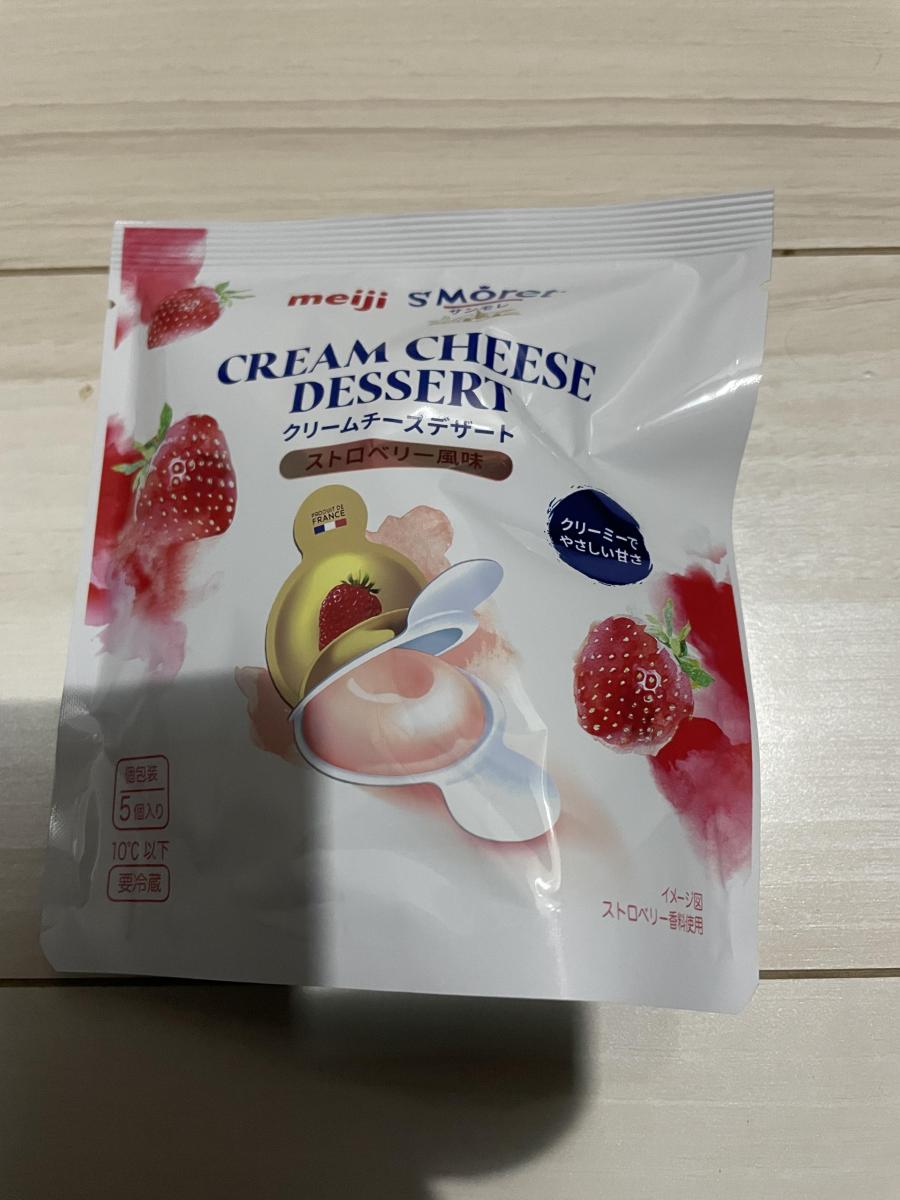 meiji S'Môret
サンモレ
CREAM CHEESE
DESSERT
クリームチーズデザート
ストロベリー風味
PRODUIT DE
FRANCE
クリーミーで
やさしい甘さ
個包装
5個入り
10℃以下
要冷蔵
イメージ図
ストロベリー香料使用